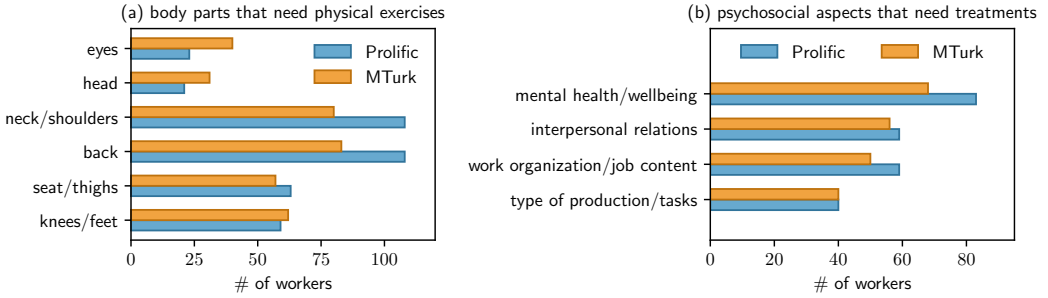 (a) body parts that need physical exercises
eyes
head
neck/shoulders
back
seat/thighs
knees/feet
Prolific
MTurk
0 25 50 75 100
# of workers
(b) psychosocial aspects that need treatments
Prolific MTurk
mental health/wellbeing
interpersonal relations
work organization/job content
type of production/tasks
0 20 40 60 80
# of workers